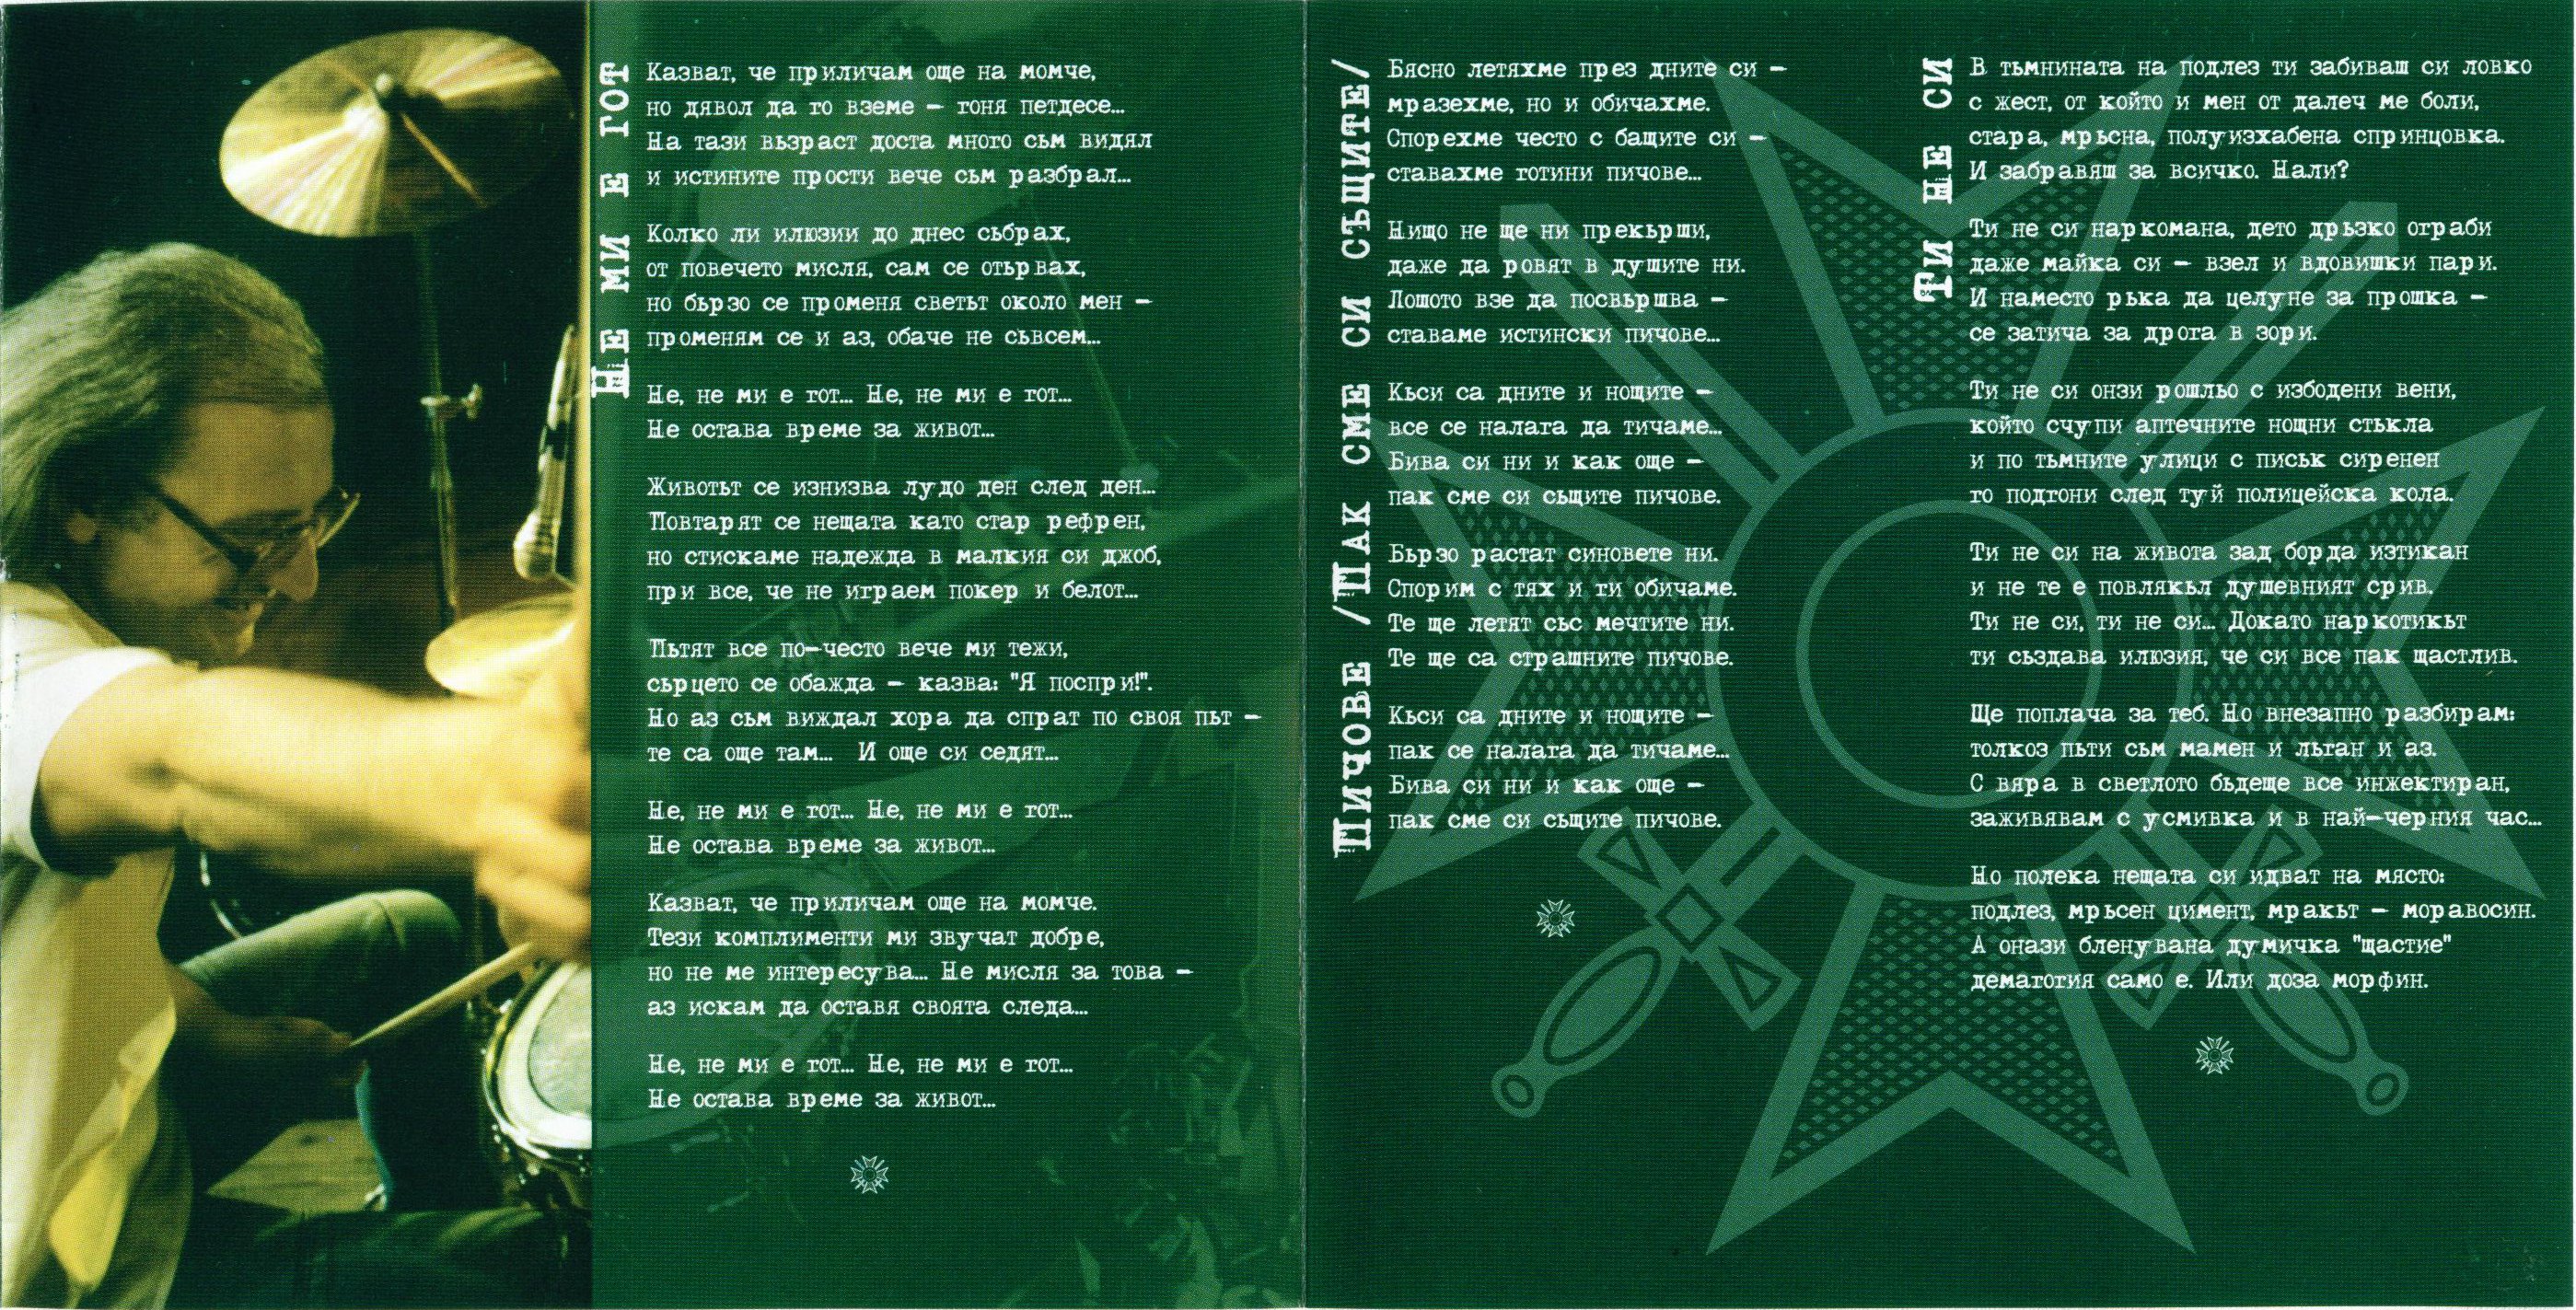 Не ми е гот
Казват, че приличам още на момче,
но дявол да го вземе – гоня петдесе...
На тази възраст доста много съм видял
и истините прости вече съм разбрал...
Колко ли илюзии до днес събрах,
от повечето мисля, сам се отървах,
но бързо се променя светът около мен –
променям се и аз, обаче не съвсем...
Не, не ми е гот... Не, не ми е гот...
Не остава време за живот...
Животът се изнизва лудо ден след ден...
Повтарят се нещата като стар рефрен,
но стискаме надежда в малкия си джоб,
при все, че не играем покер и белот...
Пътят все по–често вече ми тежи,
сърцето се обажда – казва: "Я поспри!".
Но аз съм виждал хора да спрат по своя път –
те са още там... И още си седят...
Не, не ми е гот... Не, не ми е гот...
Не остава време за живот...
Казват, че приличам още на момче.
Тези комплименти ми звучат добре,
но не ме интересува... Не мисля за това –
аз искам да оставя своята следа...
Не, не ми е гот... Не, не ми е гот...
Не остава време за живот...
Пичове /Пак сме си същите/
Бясно летяхме през дните си –
мразехме, но и обичахме.
Спорехме често с бащите си –
ставахме готини пичове...
Нищо не ще ни прекърши,
даже да ровят в душите ни.
Лошото взе да посвършва –
ставаме истински пичове...
Къси са дните и нощите –
все се налага да тичаме...
Бива си ни и как още –
пак сме си същите пичове.
Бързо растат синовете ни.
Спорим с тях и ги обичаме.
Те ще летят със мечтите ни.
Те ще са страшните пичове.
Къси са дните и нощите –
пак се налага да тичаме...
Бива си ни и как още –
пак сме си същите пичове.
Ти не си
В тъмнината на подлез ти забиваш си ловко
с жест, от който и мен от далеч ме боли,
стара, мръсна, полуизхабена спринцовка.
И забравяш за всичко. Нали?
Ти не си наркомана, дето дръзко ограби
даже майка си – взел и вдовишки пари.
И наместо ръка да целуне за прошка –
се затича за дрога в зори.
Ти не си онзи рошльо с избодени вени,
който счупи аптечните нощни стъкла
и по тъмните улици с писък сиренен
го подгони след туй полицейска кола.
Ти не си на живота зад борда изтикан
и не те е повлякъл душевният срив.
Ти не си, ти не си... Докато наркотикът
ти създава илюзия, че си все пак щастлив.
Ще поплача за теб. Но внезапно разбирам:
толкоз пъти съм мамен и лъган и аз.
С вяра в светлото бъдеще все инжектиран,
заживявам с усмивка и в най–черния час...
Но полека нещата си идват на място:
подлез, мръсен цимент, мракът – моравосин.
А онази бленувана думичка "щастие"
демагогия само е. Или доза морфин.